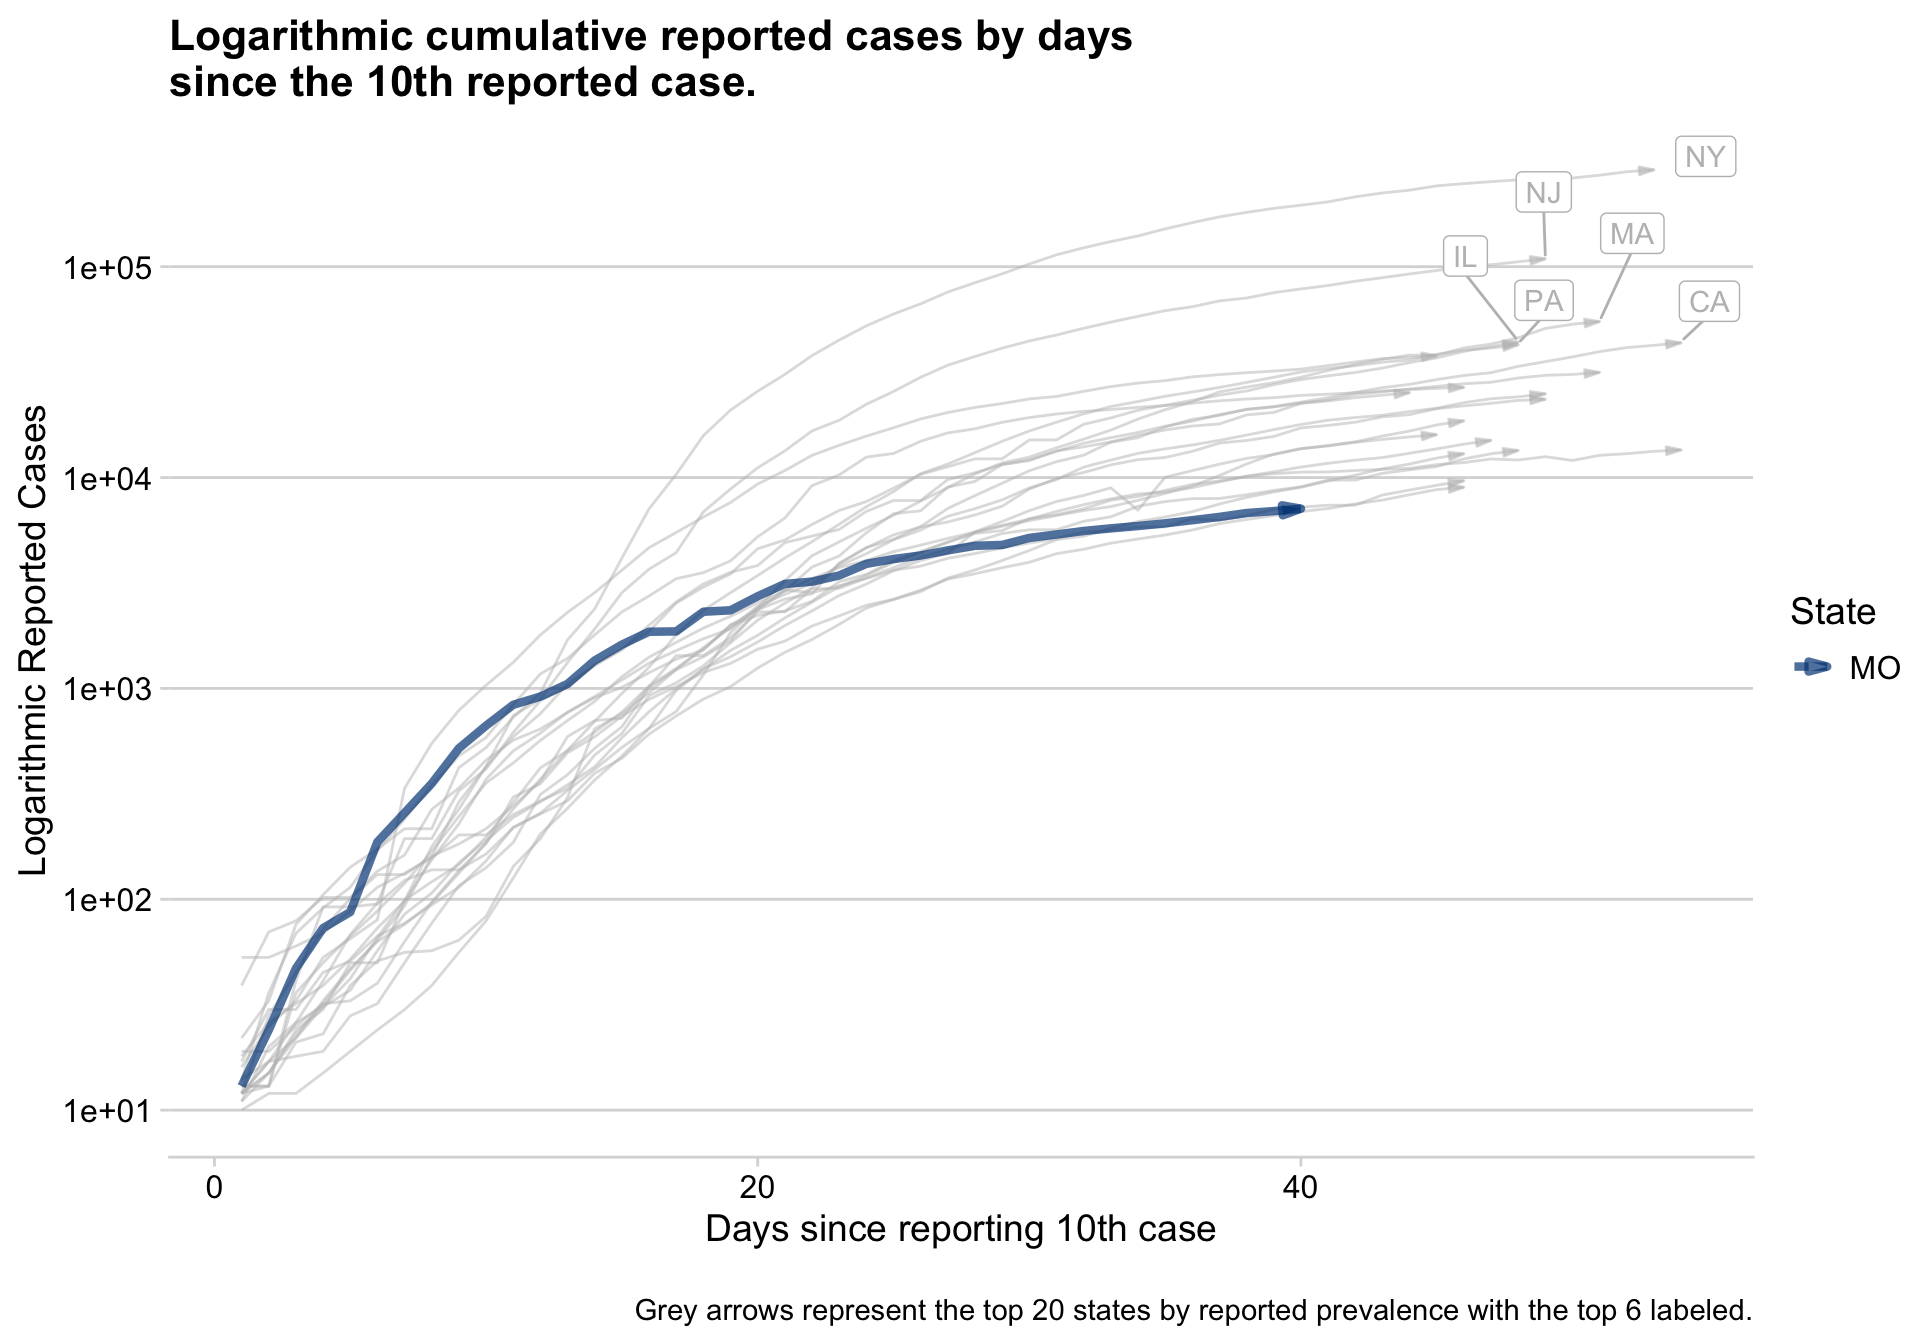 Logarithmic cumulative reported cases by days
since the 10th reported case.
NY
NJ
MA
IL
PA
CA
1e+05
1e+04
1e+03
1e+02
1e+01
Logarithmic Reported Cases
State
MO
0
20
40
Days since reporting 10th case
Grey arrows represent the top 20 states by reported prevalence with the top 6 labeled.